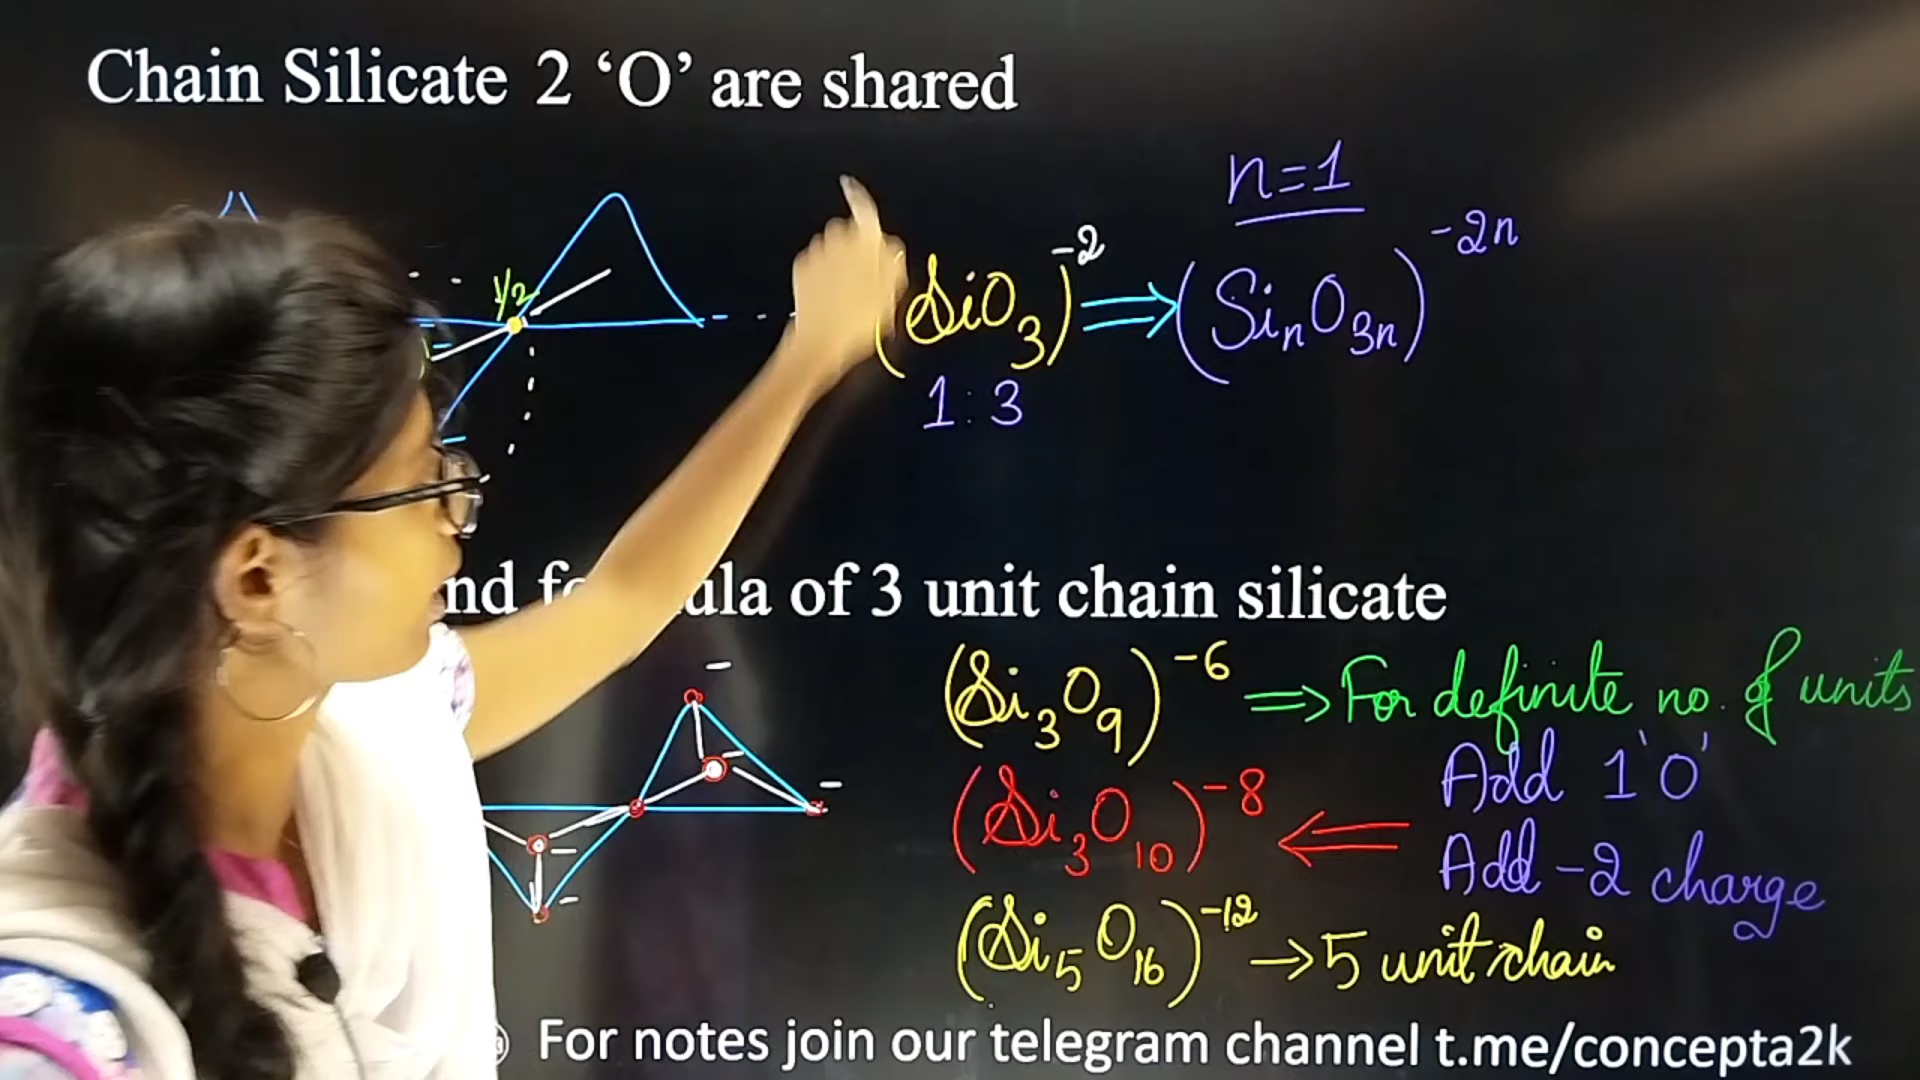 Chain Silicate 2 ‘O’ are shared
n=1
1/2
(SiO₃)⁻² ⇒ (SiₙO₃ₙ)⁻²ⁿ
1 : 3
of 3 unit chain silicate
(Si₃O₉)⁻⁶ ⇒ For definite no. of units
Add 1 'O'
(Si₃O₁₀)⁻⁸ ⇐
Add -2 charge
(Si₅O₁₆)⁻¹² → 5 unit chain
For notes join our telegram channel t.me/concepta2k